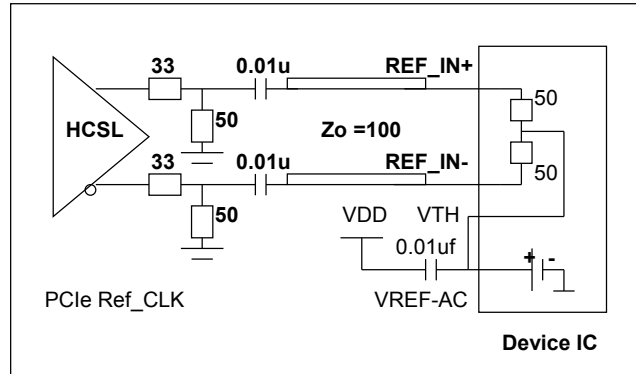 33
0.01u
REF_IN+
50
HCSL
50
Zo =100
33
0.01u
REF_IN-
50
50
VDD
VTH
0.01uf
+ -
PCIe Ref_CLK
VREF-AC
Device IC